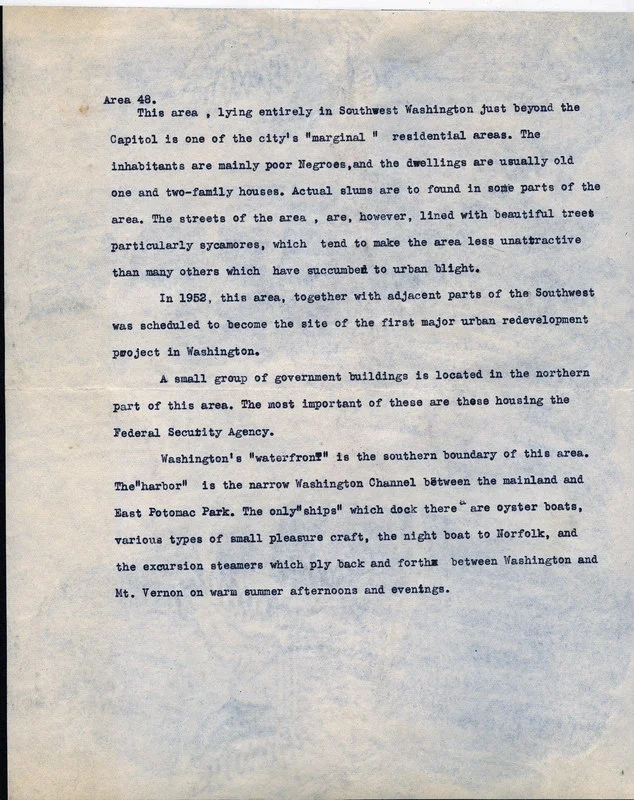 Area 48.
This area , lying entirely in Southwest Washington just beyond the
Capitol is one of the city's "marginal " residential areas. The
inhabitants are mainly poor Negroes,and the dwellings are usually old
one and two-family houses. Actual slums are to found in some parts of the
area. The streets of the area , are, however, lined with beautiful trees
particularly sycamores, which tend to make the area less unattractive
than many others which have succumbed to urban blight.
In 1952, this area, together with adjacent parts of the Southwest
was scheduled to become the site of the first major urban redevelopment
project in Washington.
A small group of government buildings is located in the northern
part of this area. The most important of these are these housing the
Federal Security Agency.
Washington's "waterfront" is the southern boundary of this area.
The"harbor" is the narrow Washington Channel between the mainland and
East Potomac Park. The only"ships" which dock there are oyster boats,
various types of small pleasure craft, the night boat to Norfolk, and
the excursion steamers which ply back and forth between Washington and
Mt. Vernon on warm summer afternoons and evenings.